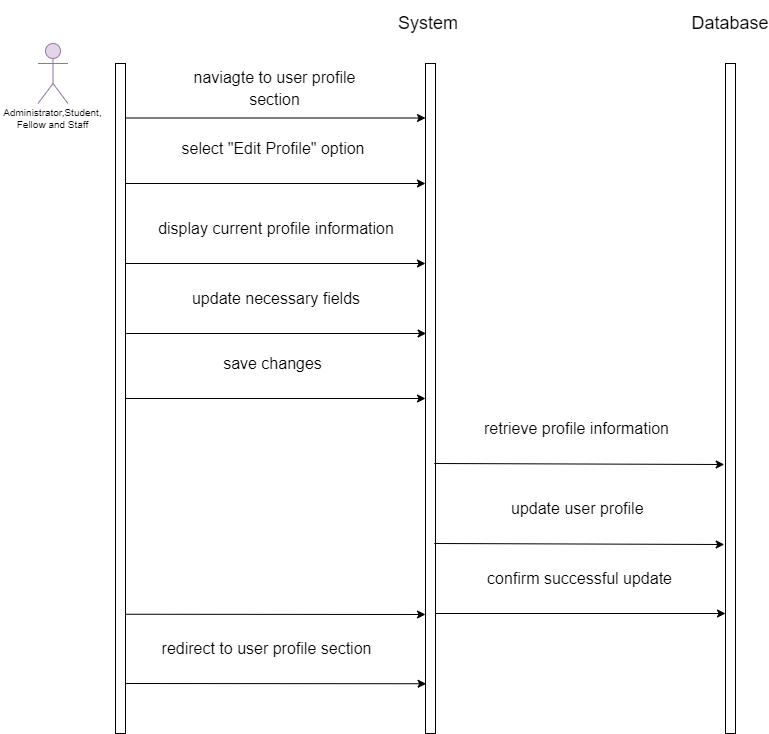 System
Database
Administrator,Student,
Fellow and Staff
naviagte to user profile
section
select "Edit Profile" option
display current profile information
update necessary fields
save changes
retrieve profile information
update user profile
confirm successful update
redirect to user profile section